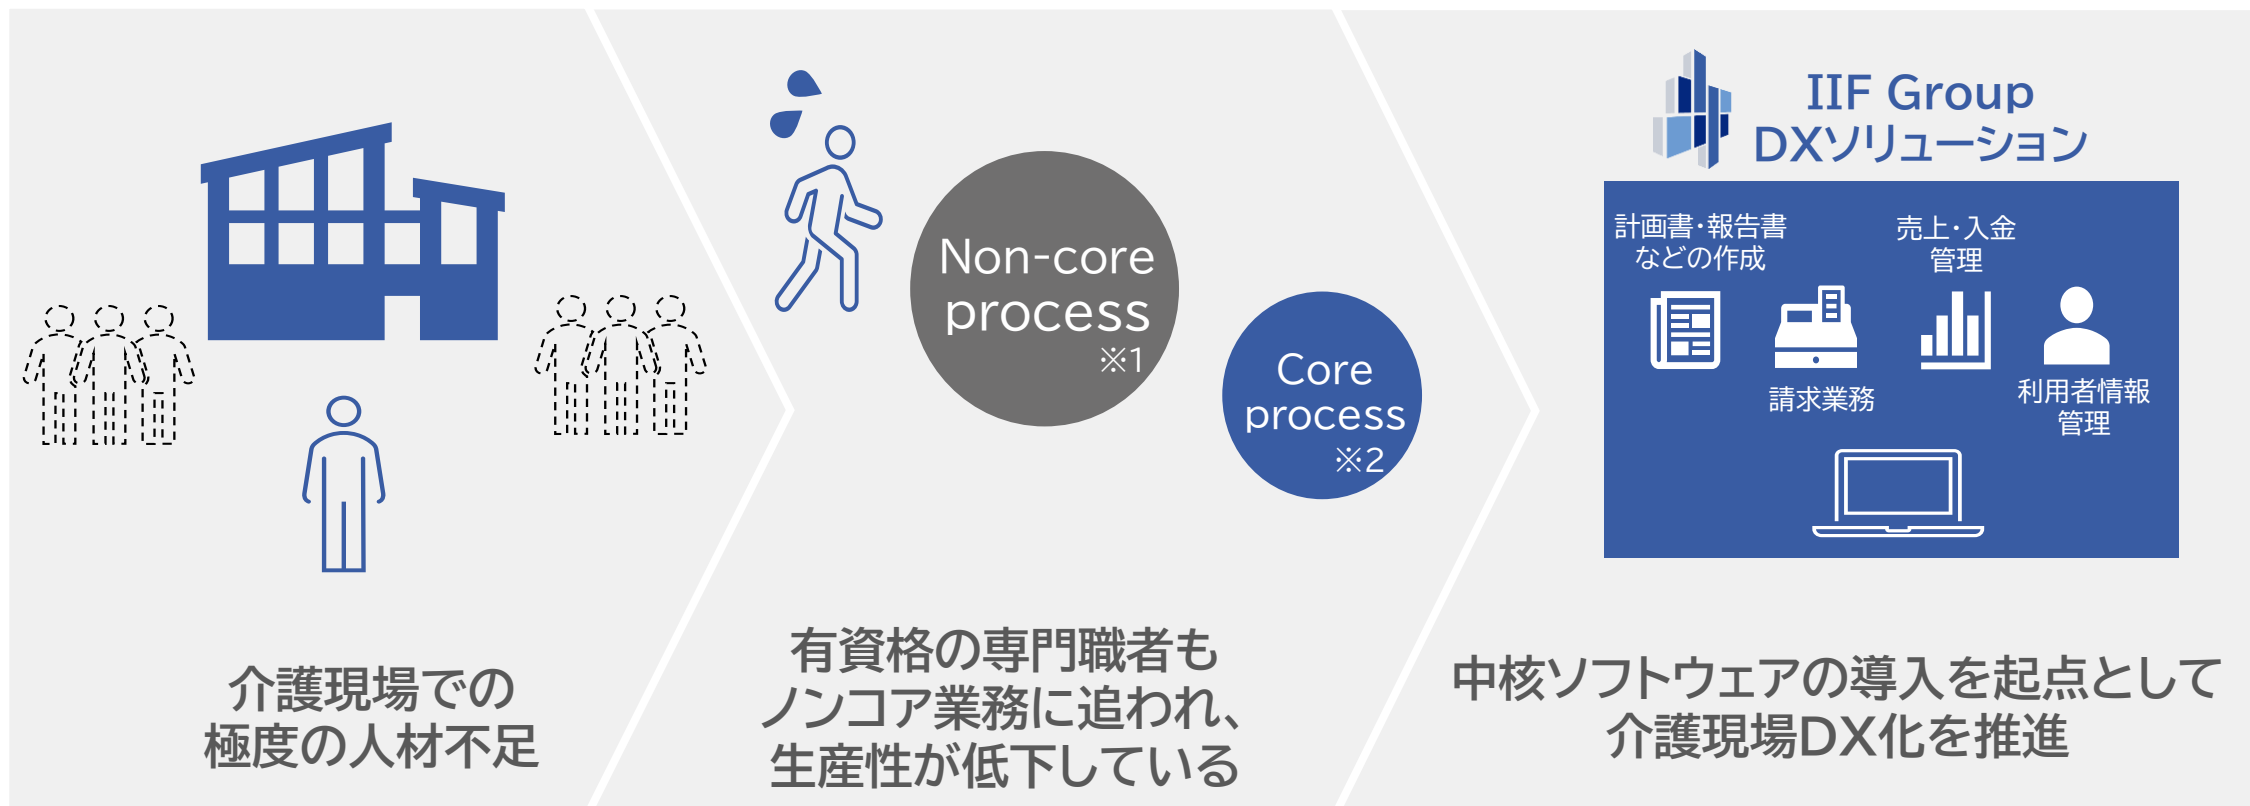 介護現場での
極度の人材不足
Non-core
process
※1
Core
process
※2
有資格の専門職者も
ノンコア業務に追われ、
生産性が低下している
IIF Group
DXソリューション
計画書・報告書
などの作成
売上・入金
管理
請求業務
利用者情報
管理
中核ソフトウェアの導入を起点として
介護現場DX化を推進